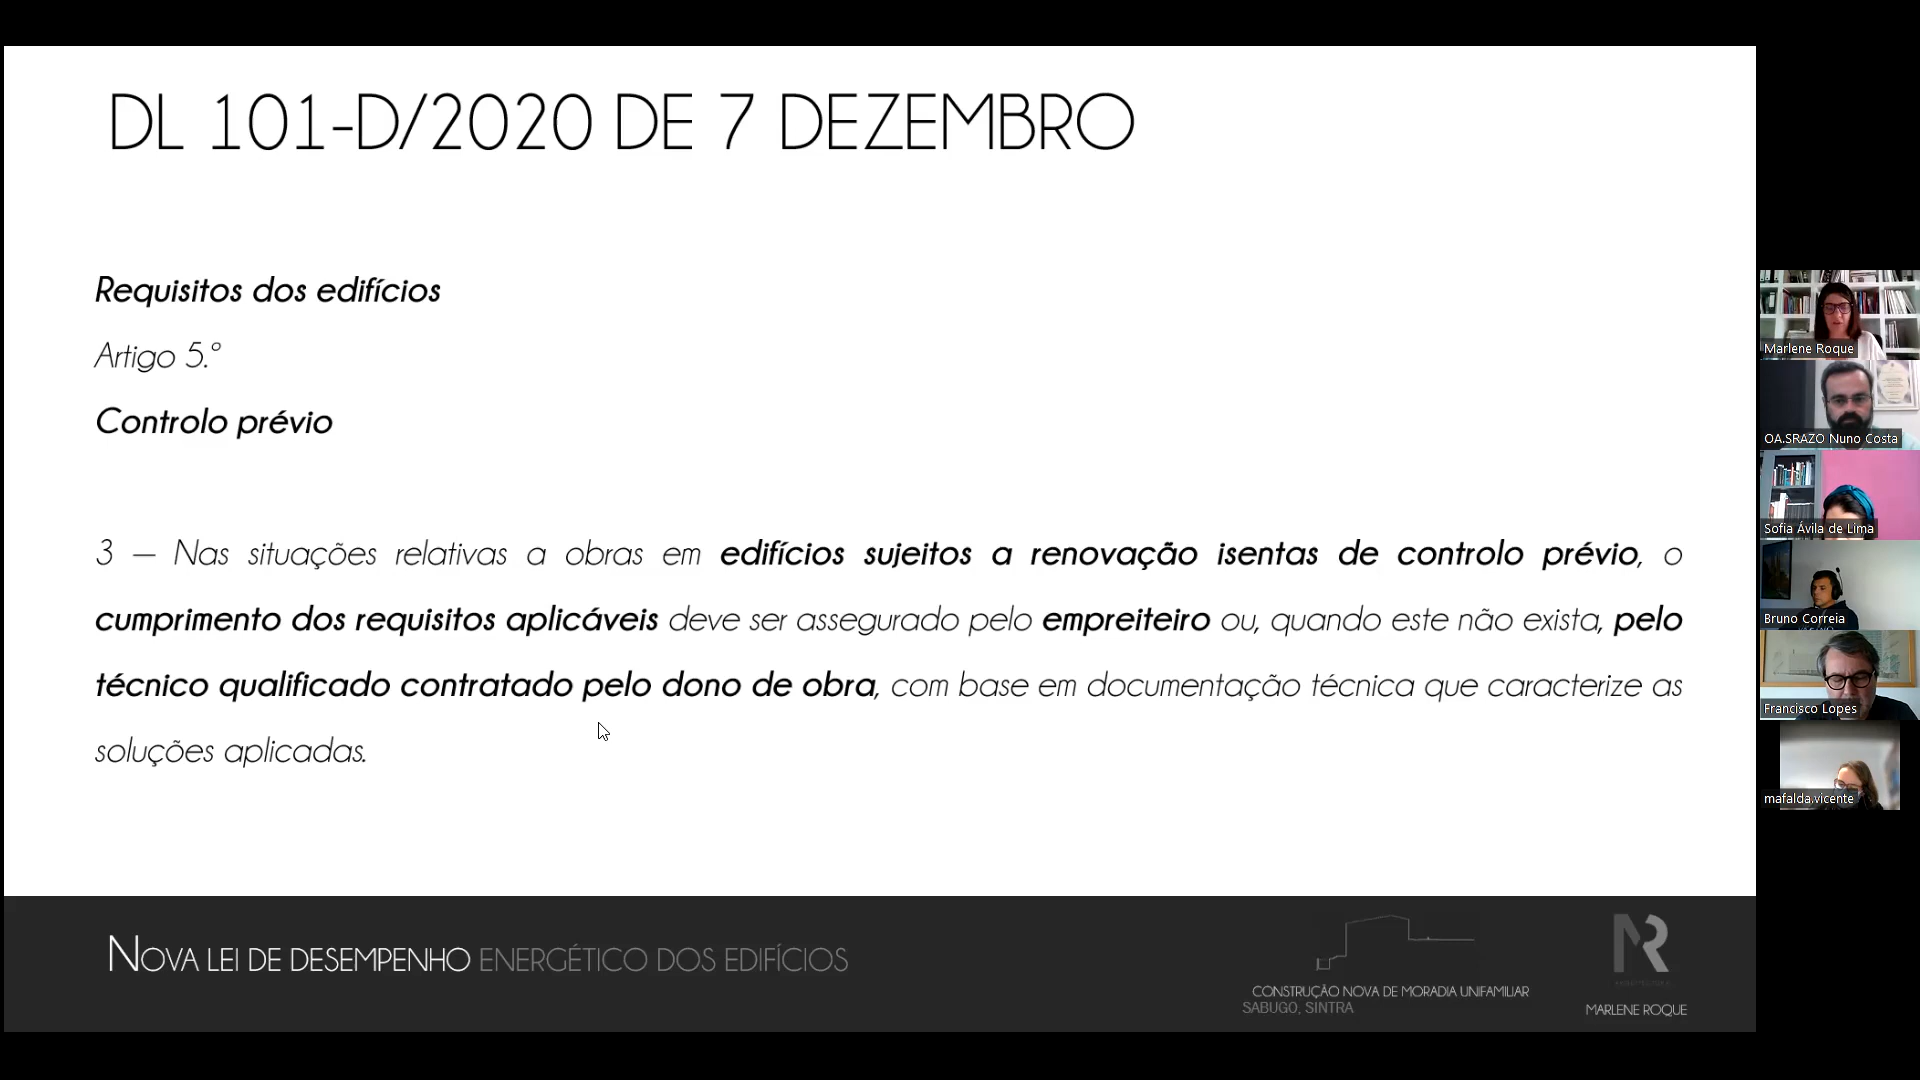 DL 101-D/2020 DE 7 DEZEMBRO
Requisitos dos edifícios
Artigo 5.º
Controlo prévio
3 — Nas situações relativas a obras em edifícios sujeitos a renovação isentas de controlo prévio, o
cumprimento dos requisitos aplicáveis deve ser assegurado pelo empreiteiro ou, quando este não exista, pelo
técnico qualificado contratado pelo dono de obra, com base em documentação técnica que caracterize as
soluções aplicadas.
NOVA LEI DE DESEMPENHO ENERGÉTICO DOS EDIFÍCIOS
CONSTRUÇÃO NOVA DE MORADIA UNIFAMILIAR
SABUGO, SINTRA
MR
MARLENE ROQUE
Marlene Roque
OA.SRAZO Nuno Costa
Sofia Ávila de Lima
Bruno Correia
Francisco Lopes
mafalda.vicente